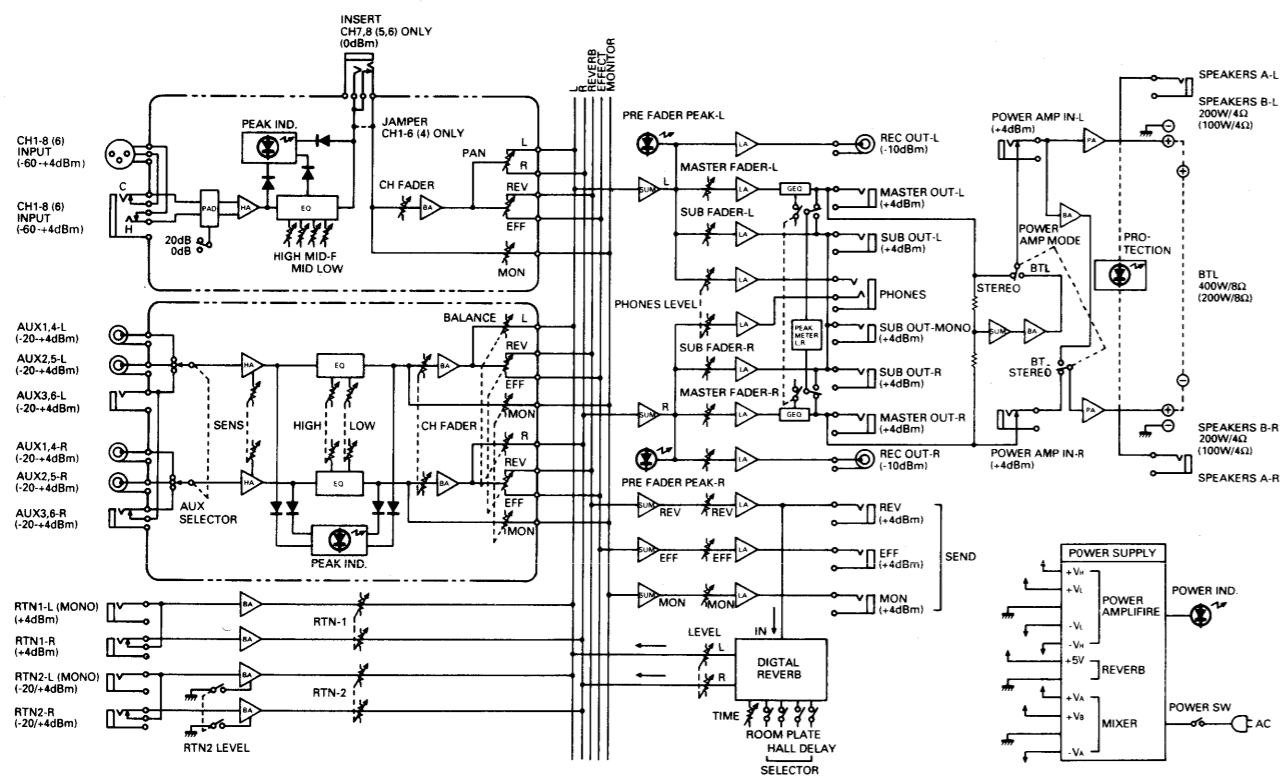 INSERT
CH7,8 (5,6) ONLY
(0dBm)
L
R
REVERB
EFFECT
MONITOR
CH1-8 (6)
INPUT
(-60-+4dBm)
C
H
CH1-8 (6)
INPUT
(-60-+4dBm)
PAD
20dB
0dB
HA
PEAK IND.
EQ
HIGH MID-F
MID LOW
JAMPER
CH1-6 (4) ONLY
CH FADER
BA
PAN
L
R
REV
EFF
MON
AUX1,4-L
(-20-+4dBm)
AUX2,5-L
(-20-+4dBm)
AUX3,6-L
(-20-+4dBm)
AUX1,4-R
(-20-+4dBm)
AUX2,5-R
(-20-+4dBm)
AUX3,6-R
(-20-+4dBm)
AUX
SELECTOR
HA
SENS
HA
EQ
HIGH
LOW
EQ
PEAK IND.
CH FADER
BA
BA
BALANCE
L
REV
EFF
MON
R
REV
EFF
MON
RTN1-L (MONO)
(+4dBm)
RTN1-R
(+4dBm)
RTN2-L (MONO)
(-20/+4dBm)
RTN2-R
(-20/+4dBm)
BA
BA
BA
BA
RTN-1
RTN-2
RTN2 LEVEL
PRE FADER PEAK-L
LA
REC OUT-L
(-10dBm)
SUM
L
MASTER FADER-L
LA
GEQ
MASTER OUT-L
(+4dBm)
SUB FADER-L
LA
SUB OUT-L
(+4dBm)
LA
PHONES LEVEL
PHONES
LA
PEAK
METER
L,R
SUB OUT-MONO
(+4dBm)
SUB FADER-R
LA
SUB OUT-R
(+4dBm)
MASTER FADER-R
SUM
R
LA
GEQ
MASTER OUT-R
(+4dBm)
LA
REC OUT-R
(-10dBm)
PRE FADER PEAK-R
SUM
REV
REV
LA
REV
(+4dBm)
SUM
EFF
EFF
LA
EFF
(+4dBm)
SEND
SUM
MON
MON
LA
MON
(+4dBm)
LEVEL
L
R
IN
DIGTAL
REVERB
TIME
ROOM PLATE
HALL DELAY
SELECTOR
POWER AMP IN-L
(+4dBm)
PA
BA
POWER
AMP MODE
BTL
STEREO
SUM
BA
BT
STEREO
PA
POWER AMP IN-R
(+4dBm)
PRO-
TECTION
SPEAKERS A-L
SPEAKERS B-L
200W/4Ω
(100W/4Ω)
⊖
⊕
⊕
BTL
400W/8Ω
(200W/8Ω)
⊖
⊕
⊖
SPEAKERS B-R
200W/4Ω
(100W/4Ω)
SPEAKERS A-R
POWER SUPPLY
+VH
+VL
POWER
AMPLIFIRE
-VL
-VH
+5V
REVERB
+VA
+VB
MIXER
-VA
POWER IND.
POWER SW
AC